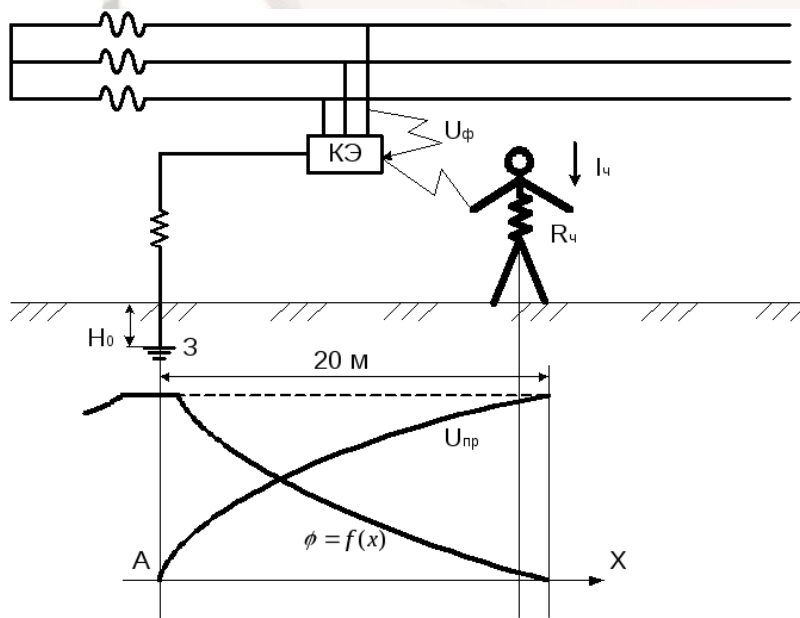 Uф
КЭ
Iч
Rч
H₀
З
20 м
Uпр
ϕ = f(x)
А
X